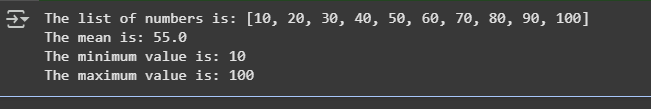 The list of numbers is: [10, 20, 30, 40, 50, 60, 70, 80, 90, 100]
The mean is: 55.0
The minimum value is: 10
The maximum value is: 100